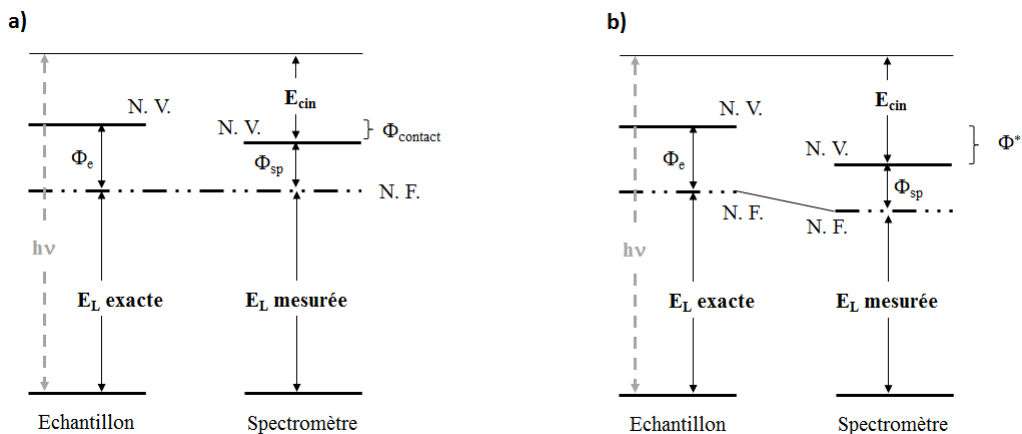 a)
N. V.
E_cin
N. V.
Φ_contact
Φ_e
Φ_sp
N. F.
hν
E_L exacte
E_L mesurée
Echantillon
Spectromètre
b)
N. V.
E_cin
Φ*
N. V.
Φ_e
Φ_sp
N. F.
N. F.
hν
E_L exacte
E_L mesurée
Echantillon
Spectromètre